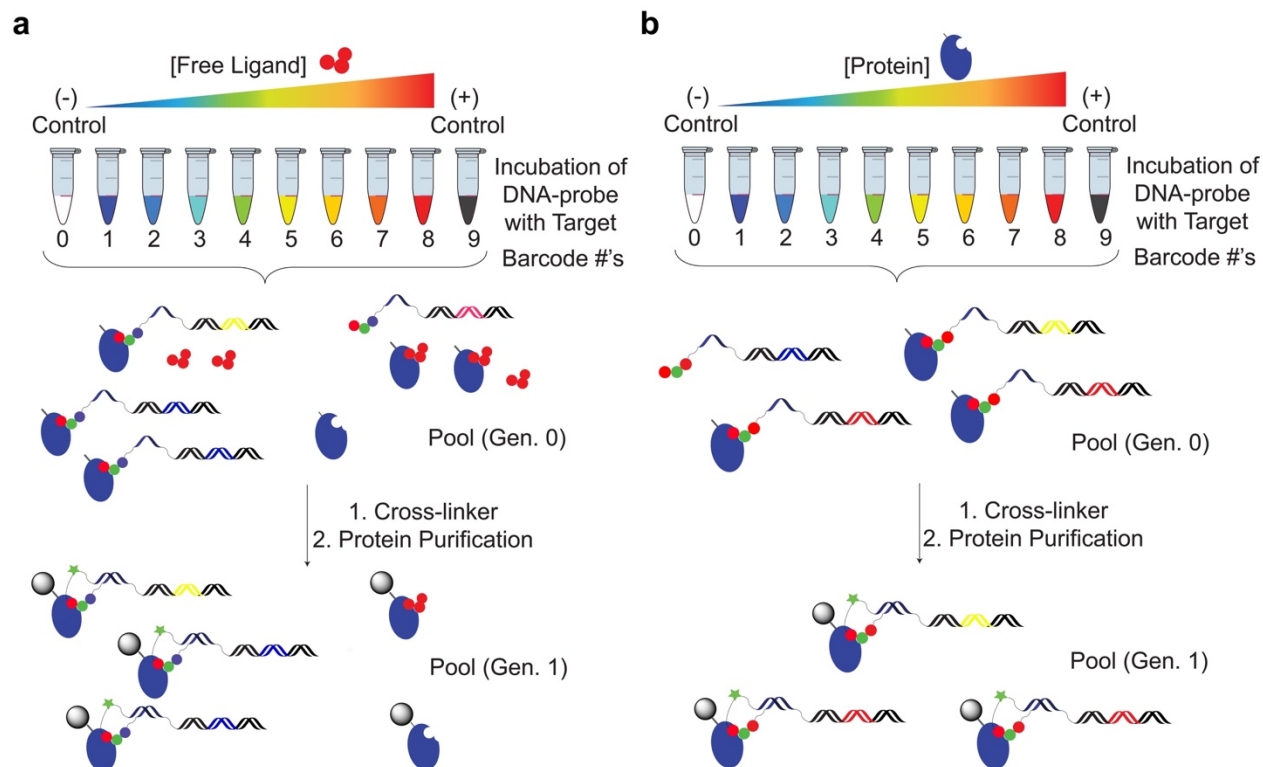 a
[Free Ligand]
(-)
Control
(+)
Control
Incubation of
DNA-probe
with Target
0 1 2 3 4 5 6 7 8 9
Barcode #'s
Pool (Gen. 0)
1. Cross-linker
2. Protein Purification
Pool (Gen. 1)
b
[Protein]
(-)
Control
(+)
Control
Incubation of
DNA-probe
with Target
0 1 2 3 4 5 6 7 8 9
Barcode #'s
Pool (Gen. 0)
1. Cross-linker
2. Protein Purification
Pool (Gen. 1)